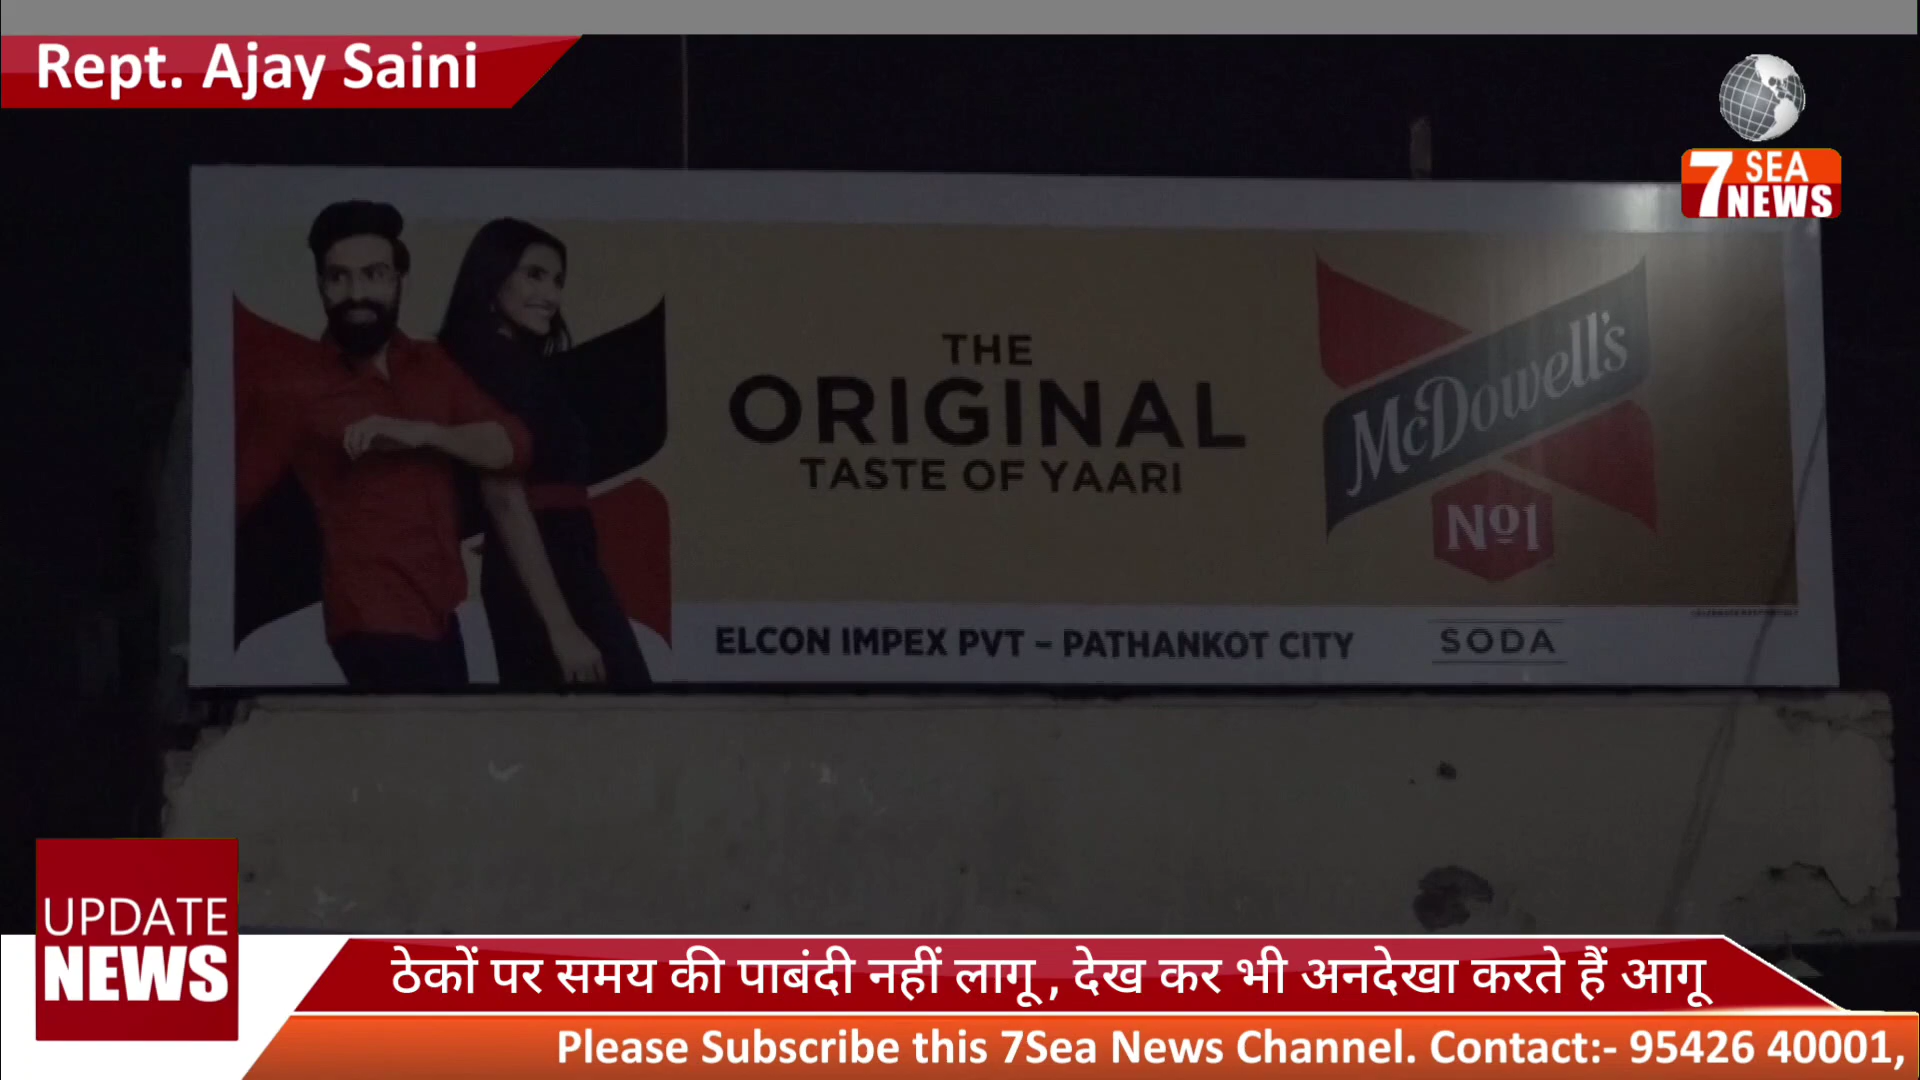 Rept. Ajay Saini
7 SEA
NEWS
THE
ORIGINAL
TASTE OF YAARI
McDowell's
No1
ELCON IMPEX PVT - PATHANKOT CITY
SODA
UPDATE
NEWS
ठेकों पर समय की पाबंदी नहीं लागू , देख कर भी अनदेखा करते हैं आगू
Please Subscribe this 7Sea News Channel. Contact:- 95426 40001,